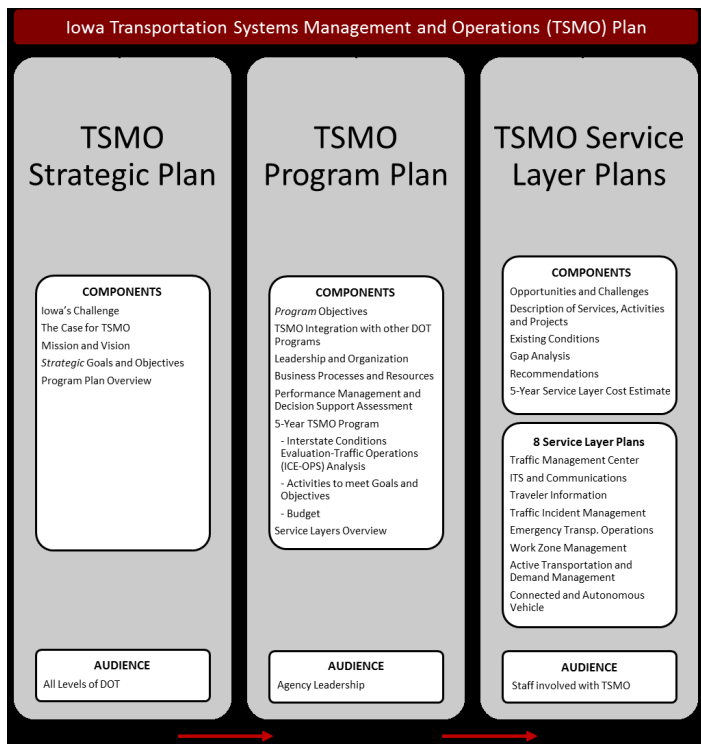 Iowa Transportation Systems Management and Operations (TSMO) Plan
TSMO
Strategic Plan
COMPONENTS
Iowa's Challenge
The Case for TSMO
Mission and Vision
Strategic Goals and Objectives
Program Plan Overview
AUDIENCE
All Levels of DOT
TSMO
Program Plan
COMPONENTS
Program Objectives
TSMO Integration with other DOT
Programs
Leadership and Organization
Business Processes and Resources
Performance Management and
Decision Support Assessment
5-Year TSMO Program
- Interstate Conditions
Evaluation-Traffic Operations
(ICE-OPS) Analysis
- Activities to meet Goals and
Objectives
- Budget
Service Layers Overview
AUDIENCE
Agency Leadership
TSMO Service
Layer Plans
COMPONENTS
Opportunities and Challenges
Description of Services, Activities
and Projects
Existing Conditions
Gap Analysis
Recommendations
5-Year Service Layer Cost Estimate
8 Service Layer Plans
Traffic Management Center
ITS and Communications
Traveler Information
Traffic Incident Management
Emergency Transp. Operations
Work Zone Management
Active Transportation and
Demand Management
Connected and Autonomous
Vehicle
AUDIENCE
Staff involved with TSMO